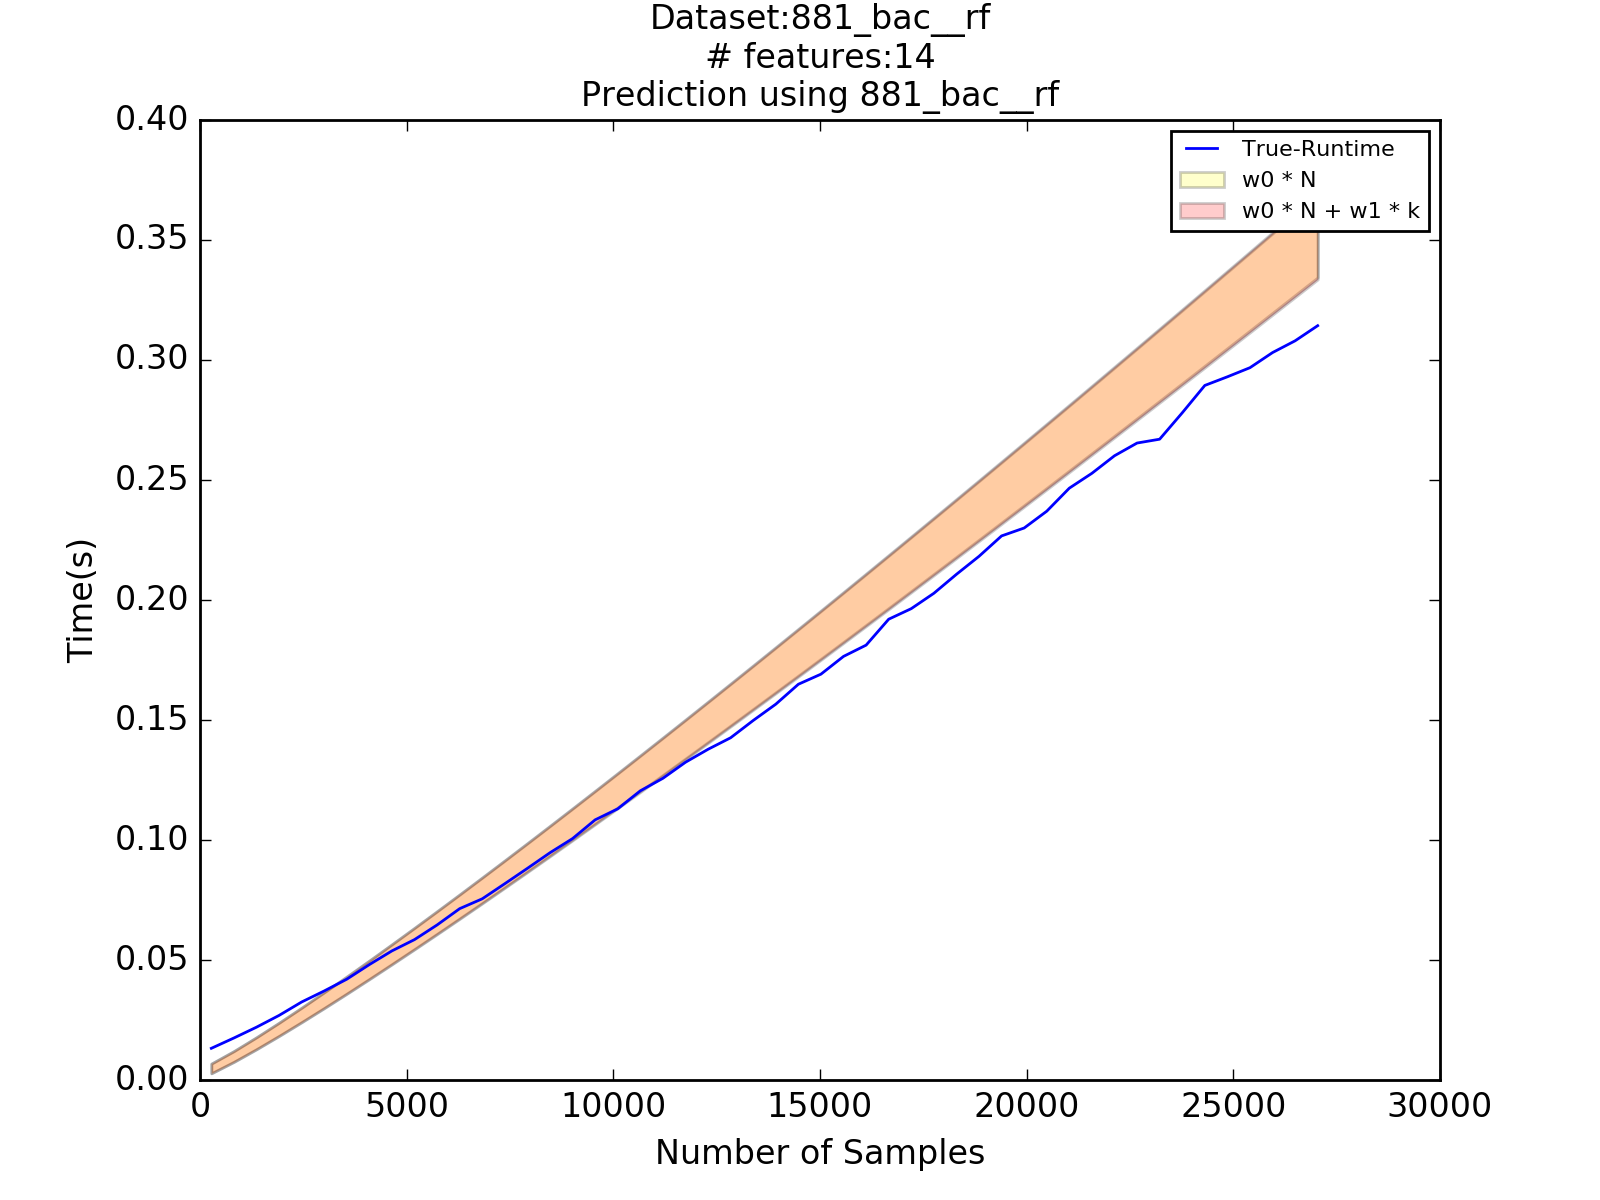 Dataset:881_bac__rf
# features:14
Prediction using 881_bac__rf
0.40
0.35
0.30
0.25
0.20
0.15
0.10
0.05
0.00
Time(s)
True-Runtime
w0 * N
w0 * N + w1 * k
0 5000 10000 15000 20000 25000 30000
Number of Samples